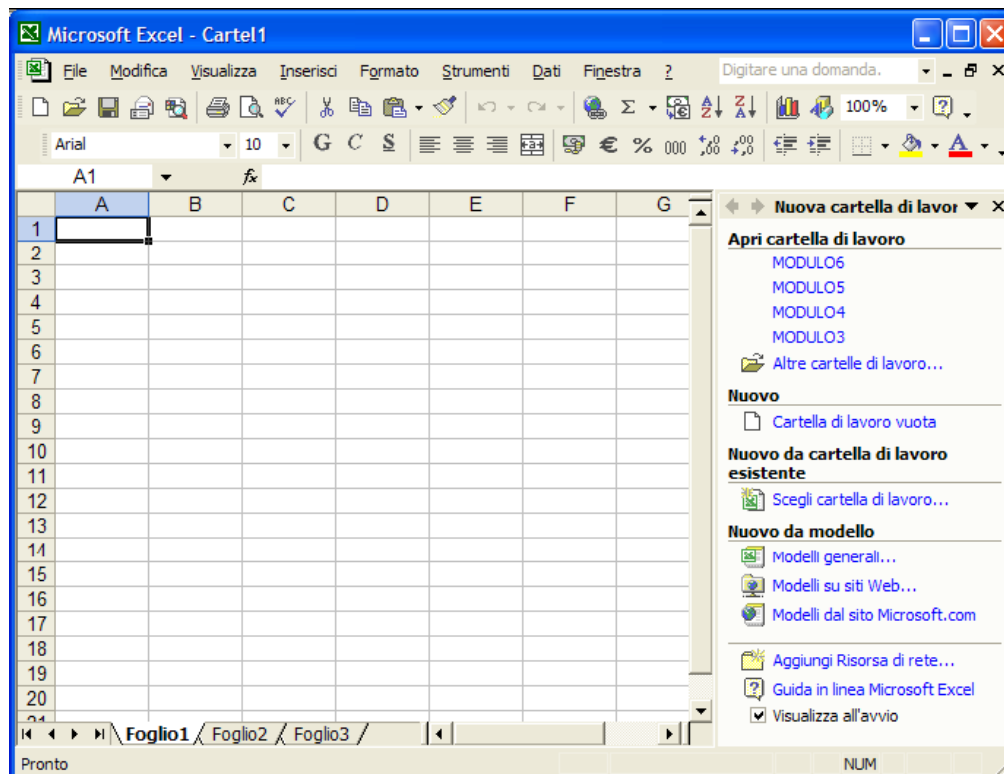 Microsoft Excel - Cartel1
File Modifica Visualizza Inserisci Formato Strumenti Dati Finestra ? Digitare una domanda.
ABC Σ A Z Z A 100% ?
Arial 10 G C S € % 000 ,00 A
A1 fx
A B C D E F G
Nuova cartella di lavor
1
Apri cartella di lavoro
2
MODULO6
3
MODULO5
4
MODULO4
5
MODULO3
6
Altre cartelle di lavoro...
7
8
Nuovo
9
Cartella di lavoro vuota
10
Nuovo da cartella di lavoro
11
esistente
12
Scegli cartella di lavoro...
13
Nuovo da modello
14
Modelli generali...
15
Modelli su siti Web...
16
Modelli dal sito Microsoft.com
17
18
19
Aggiungi Risorsa di rete...
20
Guida in linea Microsoft Excel
21
Visualizza all'avvio
Foglio1 Foglio2 Foglio3
Pronto NUM